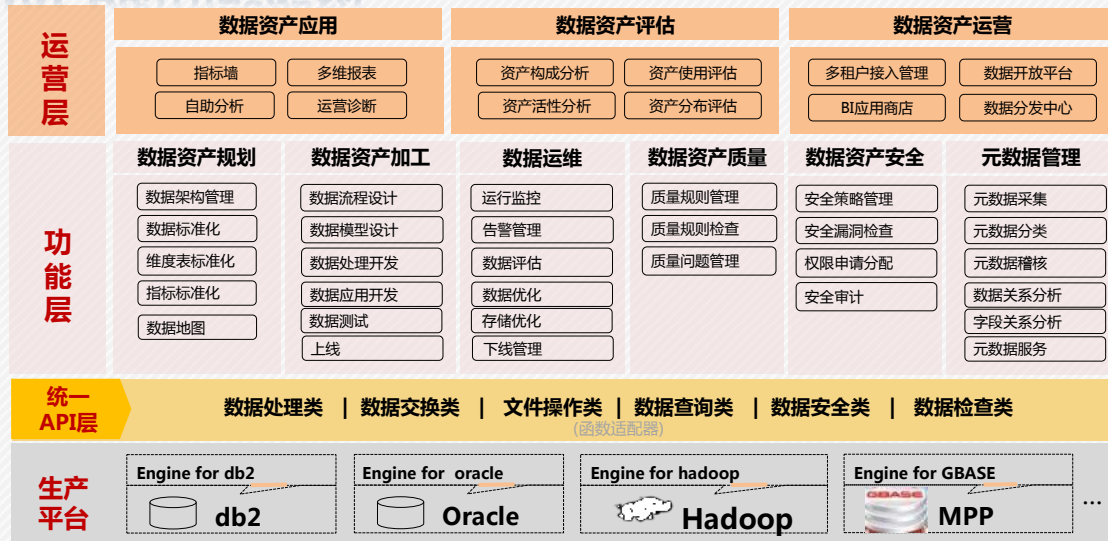 运营层
数据资产应用
指标墙
多维报表
自助分析
运营诊断
数据资产评估
资产构成分析
资产使用评估
资产活性分析
资产分布评估
数据资产运营
多租户接入管理
数据开放平台
BI应用商店
数据分发中心
功能层
数据资产规划
数据架构管理
数据标准化
维度表标准化
指标标准化
数据地图
数据资产加工
数据流程设计
数据模型设计
数据处理开发
数据应用开发
数据测试
上线
数据运维
运行监控
告警管理
数据评估
数据优化
存储优化
下线管理
数据资产质量
质量规则管理
质量规则检查
质量问题管理
数据资产安全
安全策略管理
安全漏洞检查
权限申请分配
安全审计
元数据管理
元数据采集
元数据分类
元数据稽核
数据关系分析
字段关系分析
元数据服务
统一
API层
数据处理类 | 数据交换类 | 文件操作类 | 数据查询类 | 数据安全类 | 数据检查类
(函数适配器)
生产
平台
Engine for db2
db2
Engine for oracle
Oracle
Engine for hadoop
Hadoop
Engine for GBASE
GBASE
MPP
...